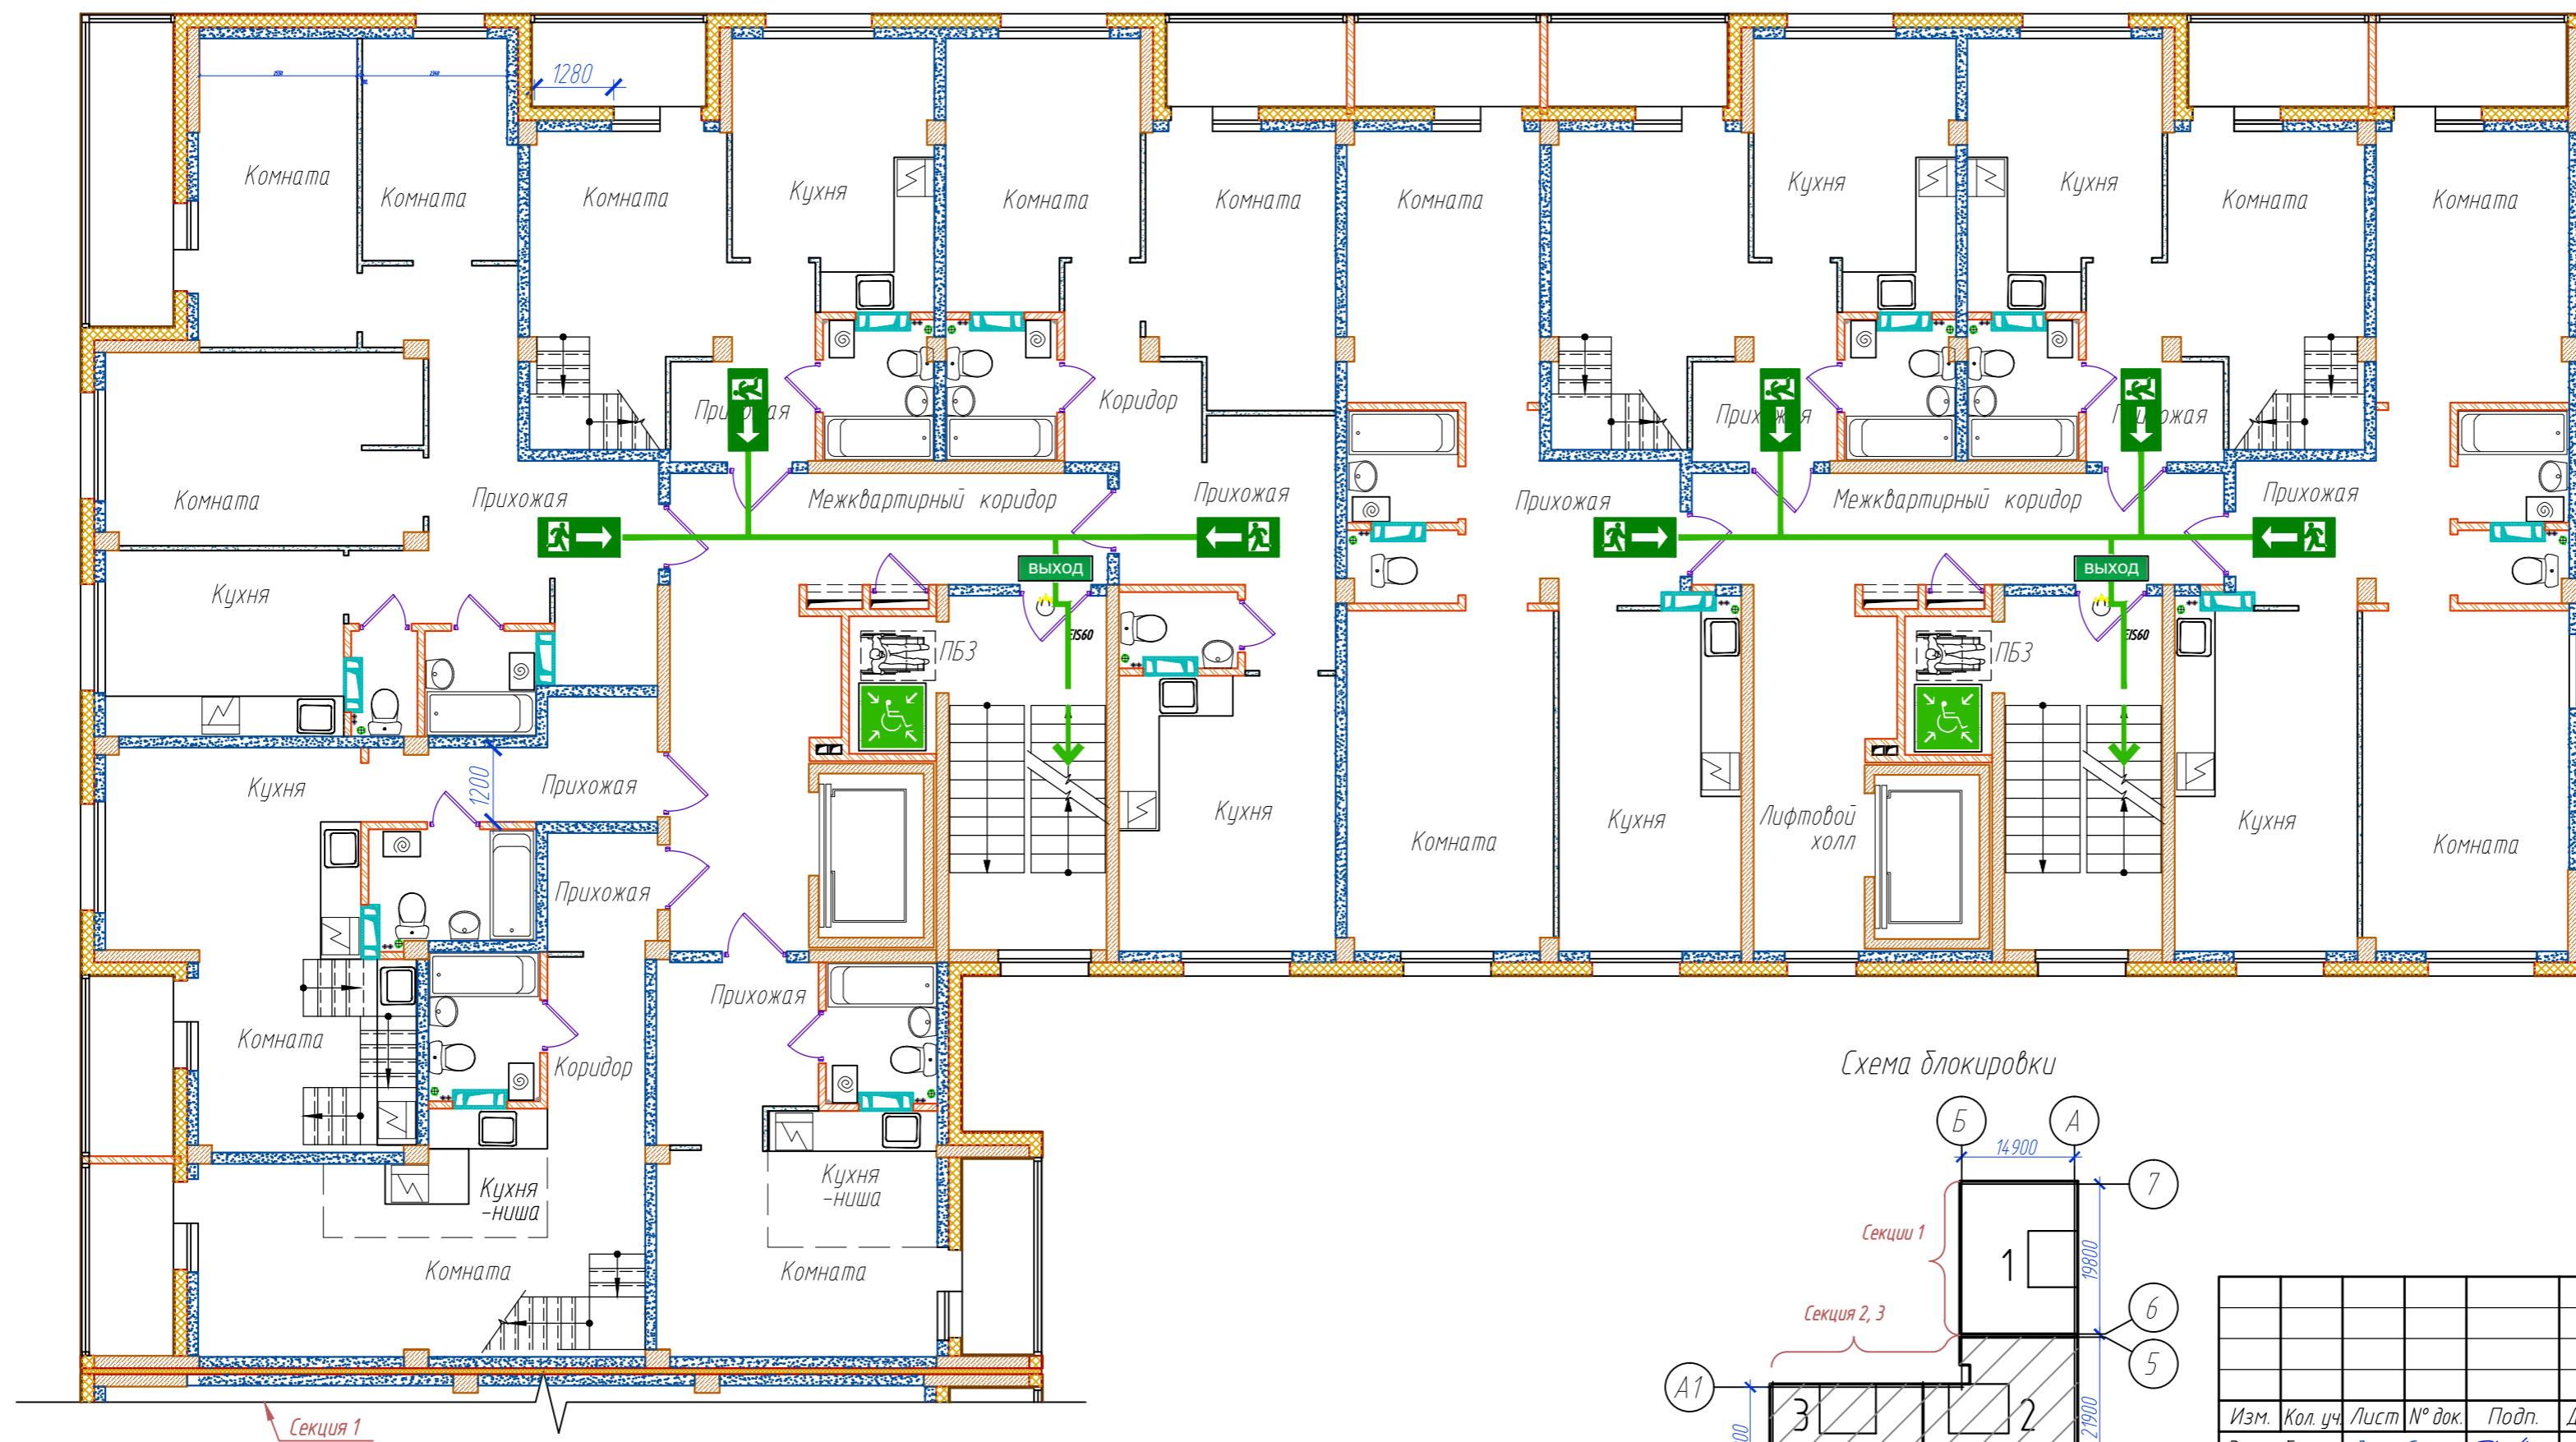 1280
Комната
Комната
Комната
Кухня
Комната
Комната
Комната
Кухня
Кухня
Комната
Комната
Прихожая
Коридор
Прихожая
Прихожая
Комната
Прихожая
Межквартирный коридор
Прихожая
Прихожая
Межквартирный коридор
Прихожая
ВЫХОД
ВЫХОД
Кухня
EIS60
EIS60
ПБЗ
ПБЗ
Кухня
1200
Прихожая
Кухня
Комната
Кухня
Лифтовой
холл
Кухня
Комната
Прихожая
Прихожая
Комната
Коридор
Кухня
-ниша
Кухня
-ниша
Комната
Комната
Секция 1
Схема блокировки
Б
А
14900
7
Секции 1
1
19800
6
Секция 2, 3
5
А1
3
2
21900
Изм.
Кол. уч.
Лист
№ док.
Подп.